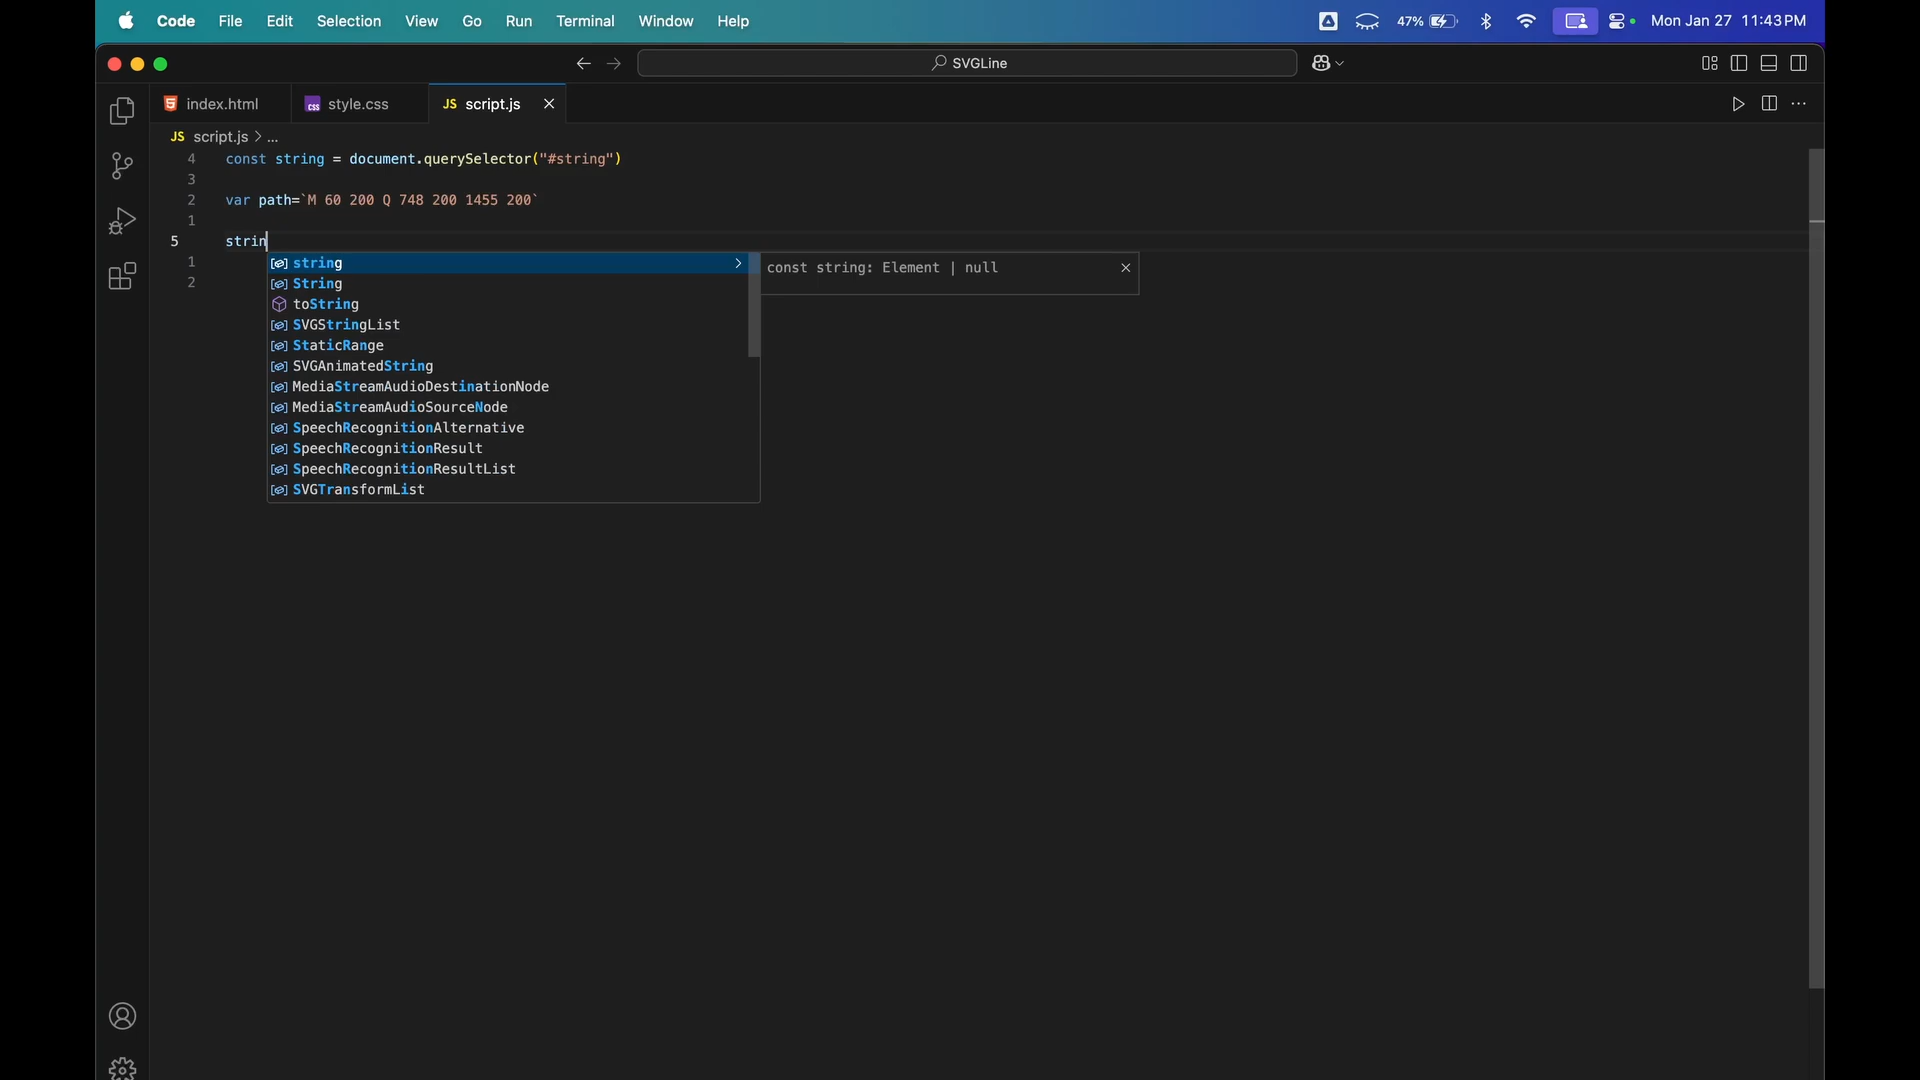 Code File Edit Selection View Go Run Terminal Window Help 47% Mon Jan 27 11:43 PM
SVGLine
index.html style.css JS script.js
JS script.js > ...
4 const string = document.querySelector("#string")
3
2 var path=`M 60 200 Q 748 200 1455 200`
1
5 strin
1 string const string: Element | null
2 String
toString
SVGStringList
StaticRange
SVGAnimatedString
MediaStreamAudioDestinationNode
MediaStreamAudioSourceNode
SpeechRecognitionAlternative
SpeechRecognitionResult
SpeechRecognitionResultList
SVGTransformList